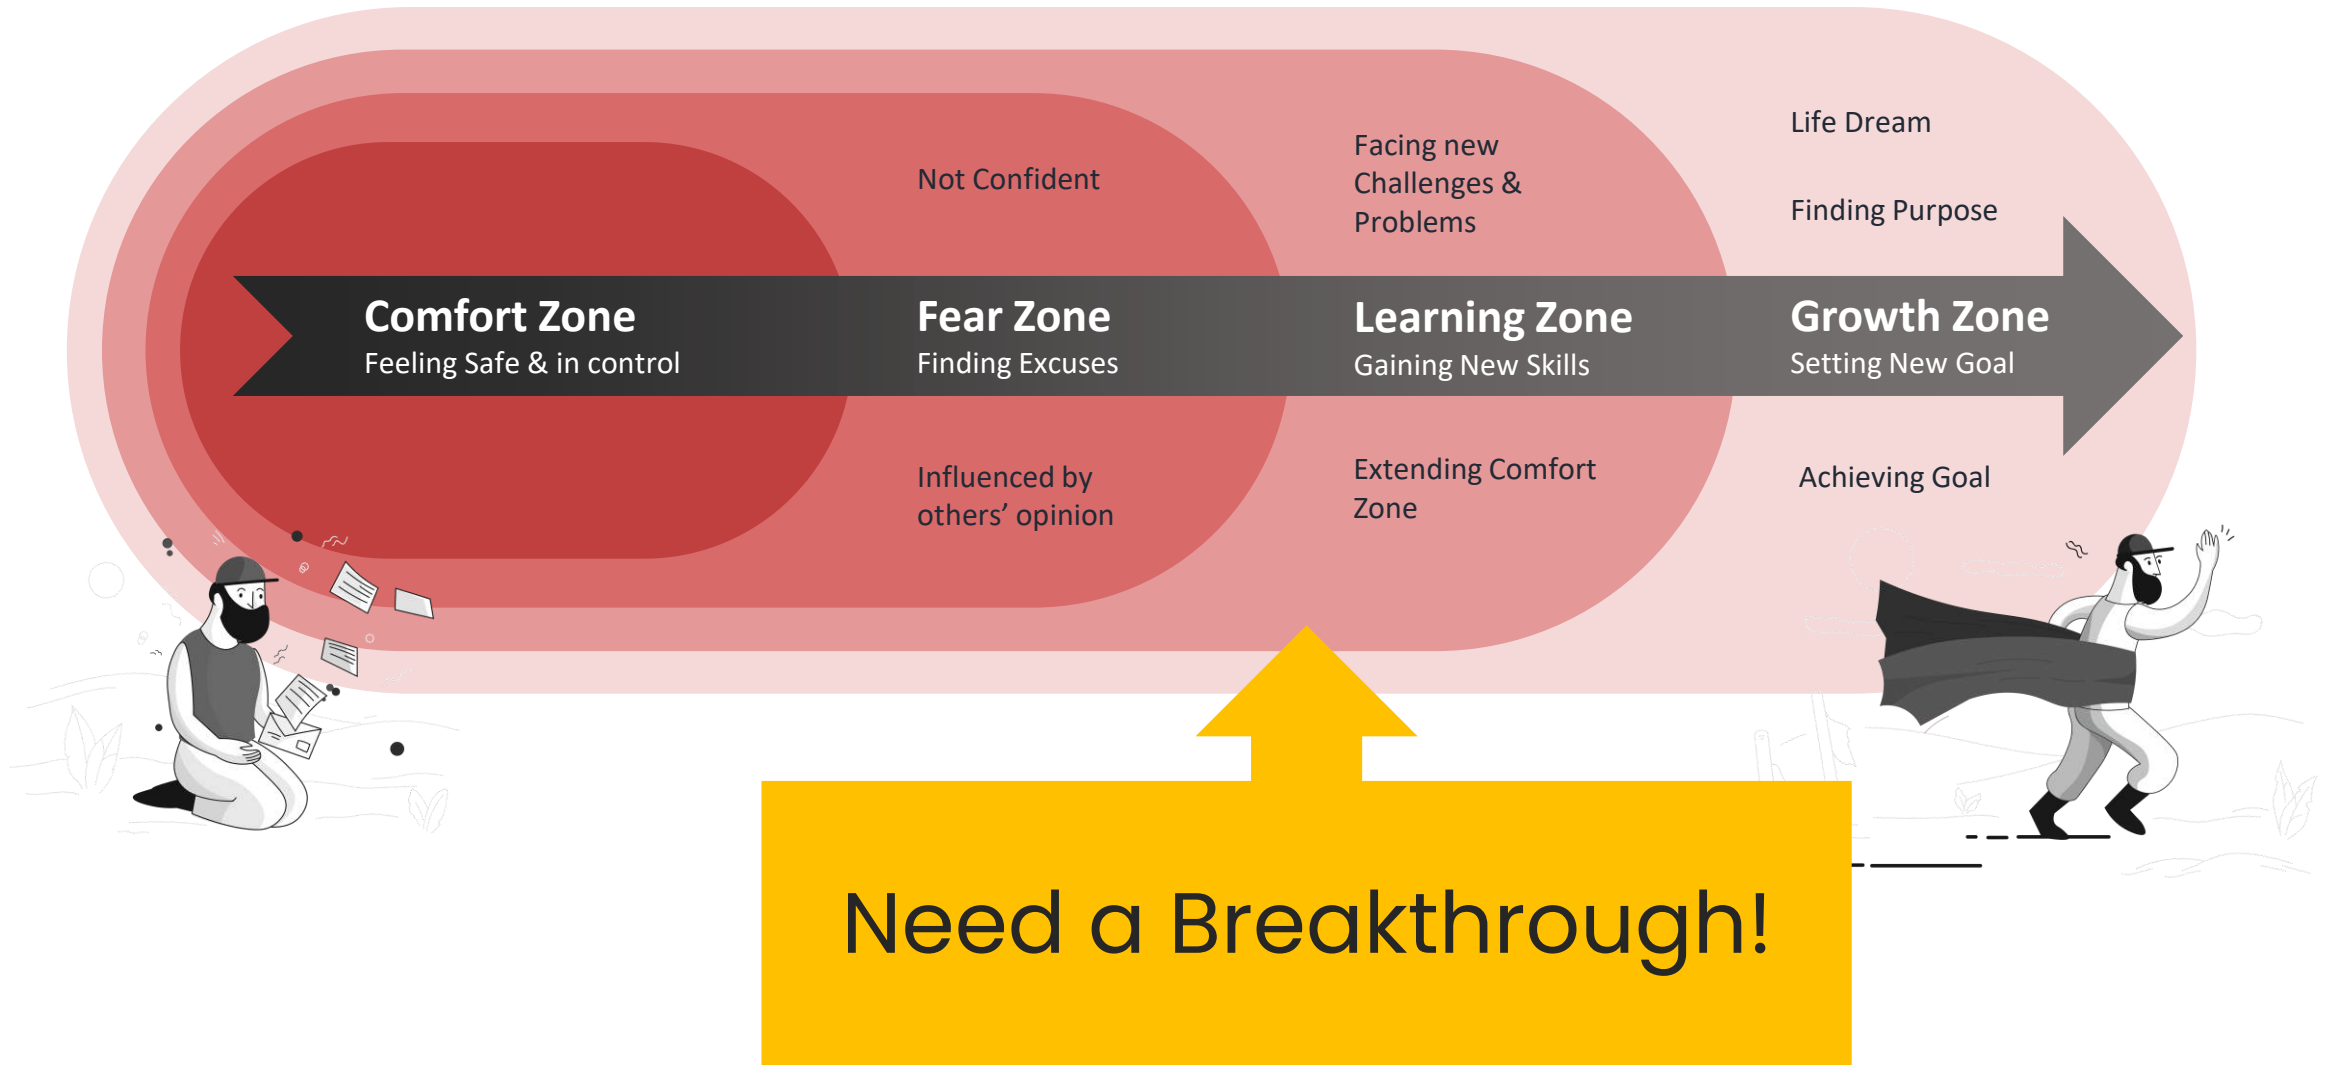 Comfort Zone
Feeling Safe & in control
Not Confident
Fear Zone
Finding Excuses
Influenced by
others’ opinion
Facing new
Challenges &
Problems
Learning Zone
Gaining New Skills
Extending Comfort
Zone
Life Dream
Finding Purpose
Growth Zone
Setting New Goal
Achieving Goal
Need a Breakthrough!